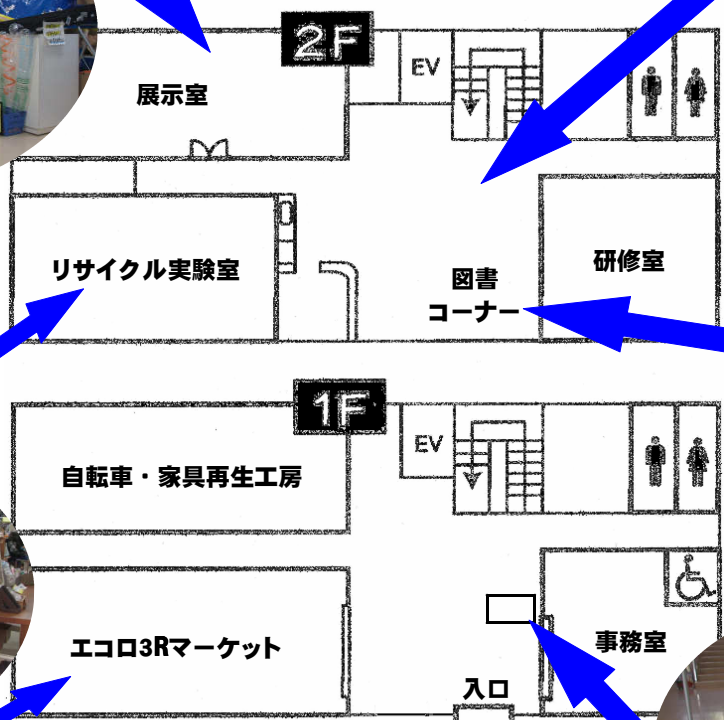 2F
EV
展示室
リサイクル実験室
図書
コーナー
研修室
1F
EV
自転車・家具再生工房
エコロ3Rマーケット
事務室
入口